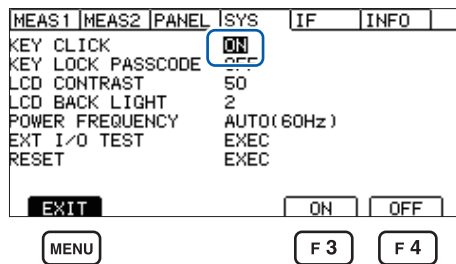 MEAS1 MEAS2 PANEL SYS IF INFO
KEY CLICK ON
KEY LOCK PASSCODE OFF
LCD CONTRAST 50
LCD BACK LIGHT 2
POWER FREQUENCY AUTO(60Hz)
EXT I/O TEST EXEC
RESET EXEC
EXIT ON OFF
MENU F3 F4